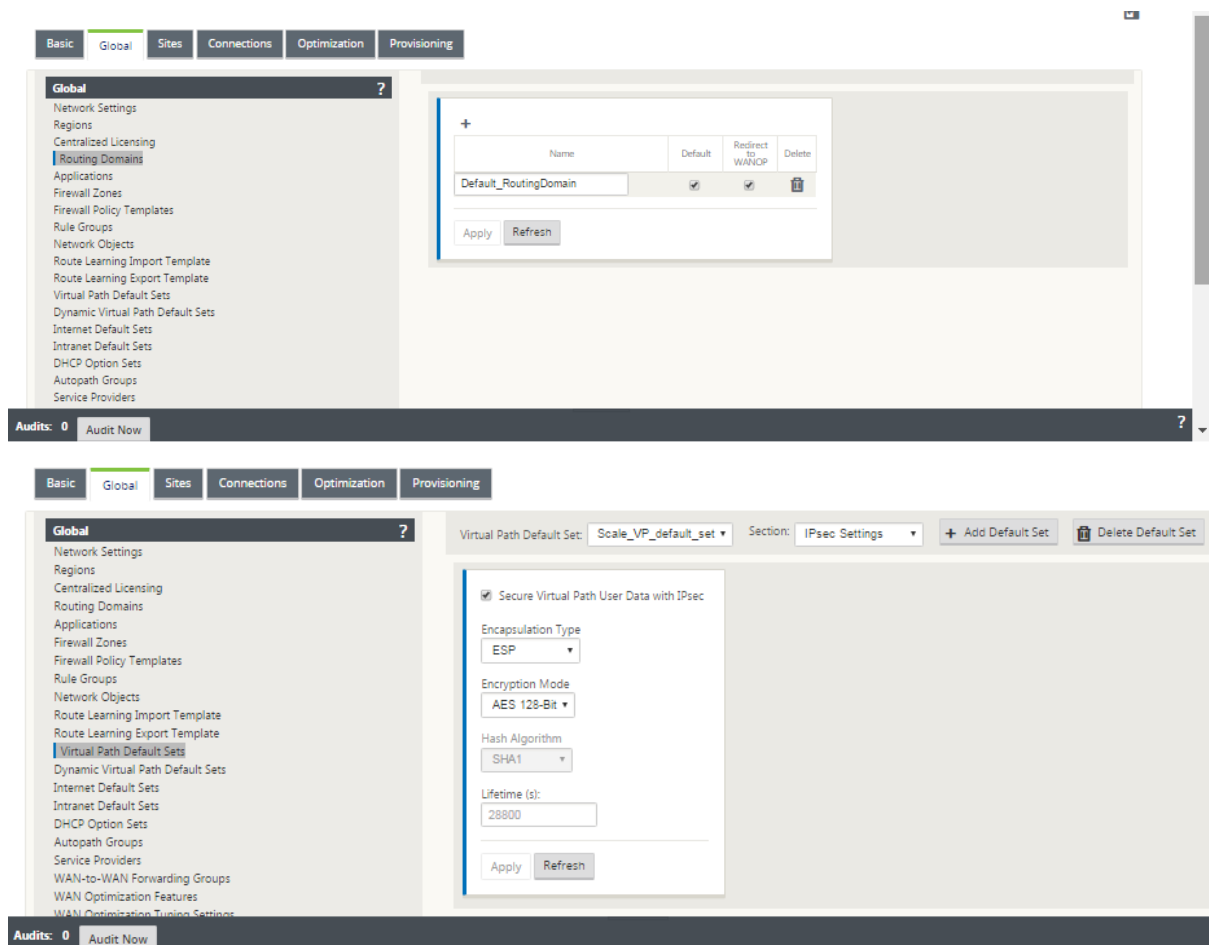 Basic Global Sites Connections Optimization Provisioning
Global ?
Network Settings
Regions
Centralized Licensing
Routing Domains
Applications
Firewall Zones
Firewall Policy Templates
Rule Groups
Network Objects
Route Learning Import Template
Route Learning Export Template
Virtual Path Default Sets
Dynamic Virtual Path Default Sets
Internet Default Sets
Intranet Default Sets
DHCP Option Sets
Autopath Groups
Service Providers
+
Name Default Redirect to WANOP Delete
Default_RoutingDomain
Apply Refresh
Audits: 0 Audit Now ?
Basic Global Sites Connections Optimization Provisioning
Global ?
Network Settings
Regions
Centralized Licensing
Routing Domains
Applications
Firewall Zones
Firewall Policy Templates
Rule Groups
Network Objects
Route Learning Import Template
Route Learning Export Template
Virtual Path Default Sets
Dynamic Virtual Path Default Sets
Internet Default Sets
Intranet Default Sets
DHCP Option Sets
Autopath Groups
Service Providers
WAN-to-WAN Forwarding Groups
WAN Optimization Features
WAN Optimization Tuning Settings
Virtual Path Default Set: Scale_VP_default_set Section: IPsec Settings + Add Default Set Delete Default Set
Secure Virtual Path User Data with IPsec
Encapsulation Type
ESP
Encryption Mode
AES 128-Bit
Hash Algorithm
SHA1
Lifetime (s):
28800
Apply Refresh
Audits: 0 Audit Now